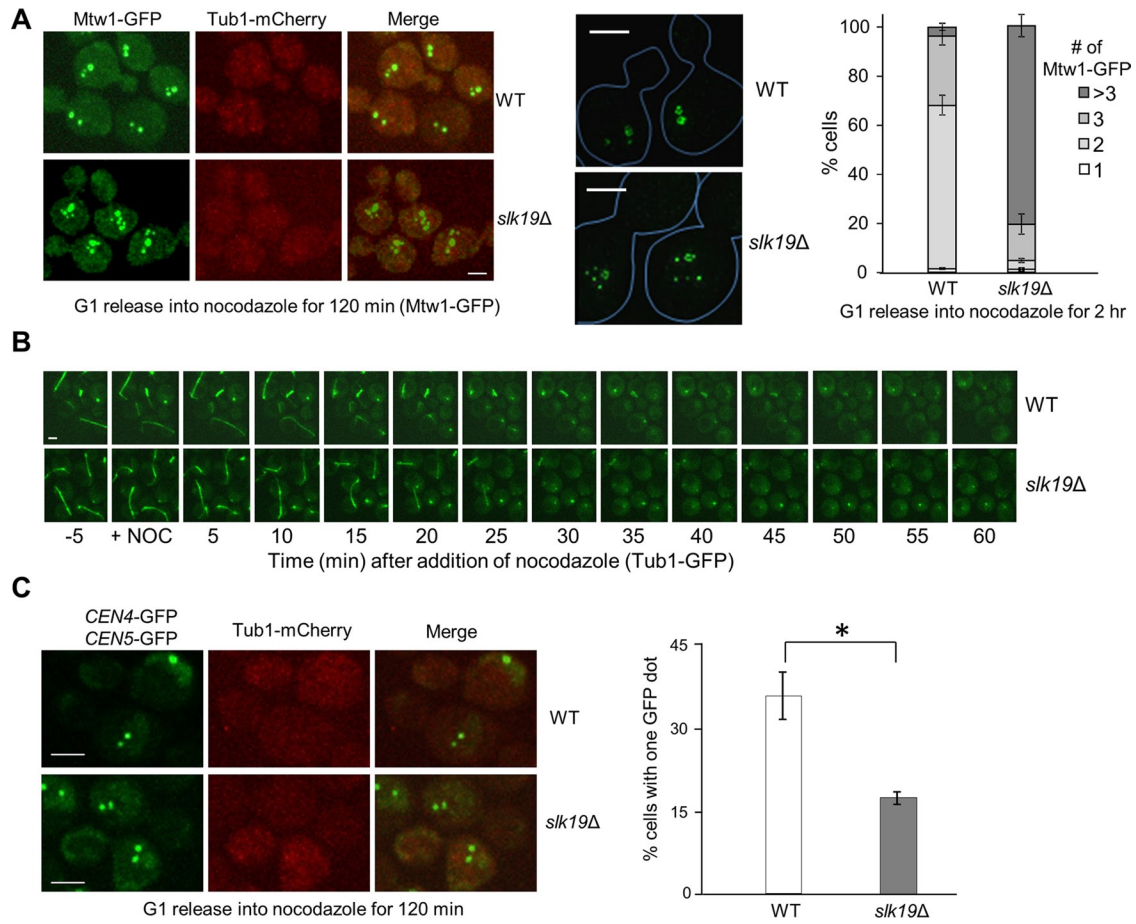 A
Mtw1-GFP Tub1-mCherry Merge
WT
slk19Δ
G1 release into nocodazole for 120 min (Mtw1-GFP)
WT
slk19Δ
% cells
100
80
60
40
20
0
# of
Mtw1-GFP
>3
3
2
1
WT slk19Δ
G1 release into nocodazole for 2 hr
B
WT
slk19Δ
-5 + NOC 5 10 15 20 25 30 35 40 45 50 55 60
Time (min) after addition of nocodazole (Tub1-GFP)
C
CEN4-GFP
CEN5-GFP
Tub1-mCherry Merge
WT
slk19Δ
G1 release into nocodazole for 120 min
% cells with one GFP dot
45
30
15
0
*
WT slk19Δ